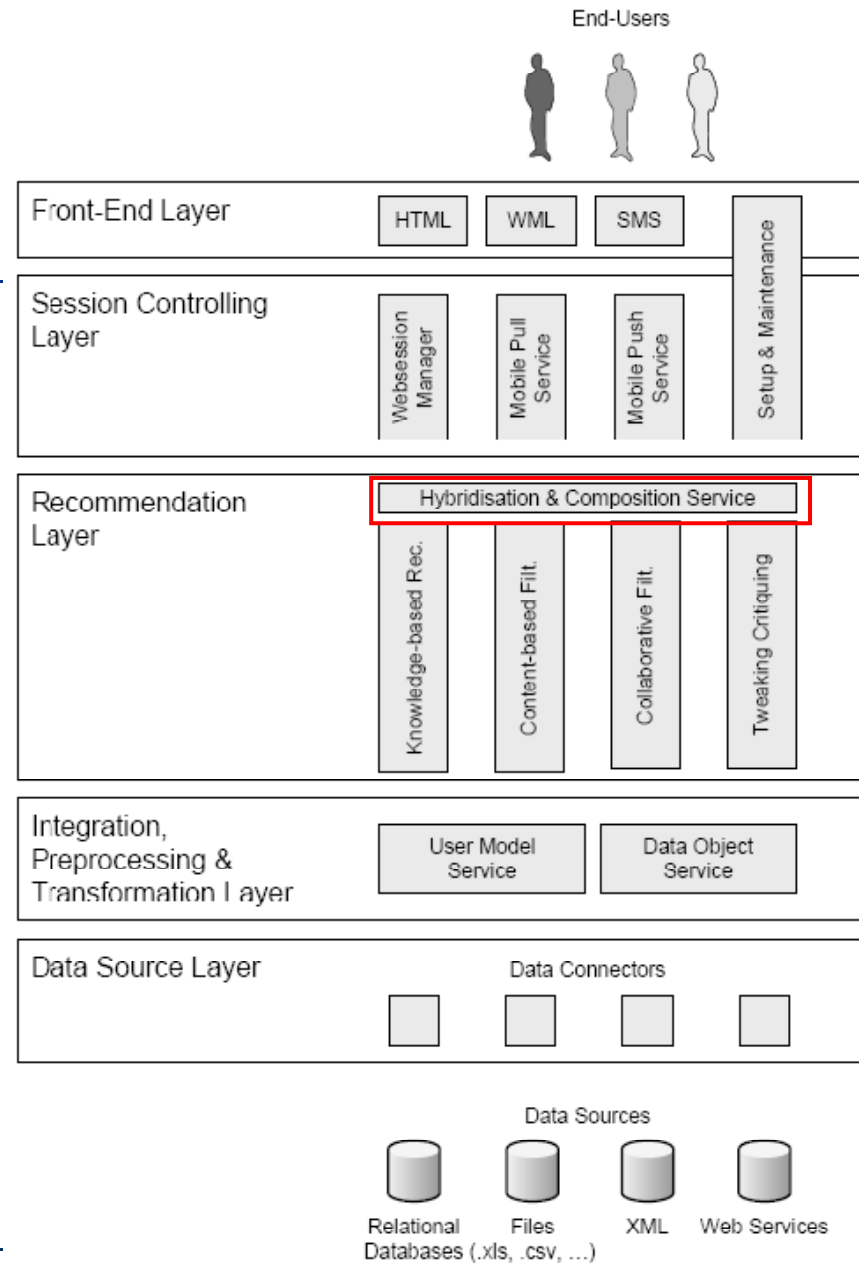 End-Users
Front-End Layer
HTML
WML
SMS
Setup & Maintenance
Session Controlling
Layer
Websession
Manager
Mobile Pull
Service
Mobile Push
Service
Recommendation
Layer
Hybridisation & Composition Service
Knowledge-based Rec.
Content-based Filt.
Collaborative Filt.
Tweaking Critiquing
Integration,
Preprocessing &
Transformation Layer
User Model
Service
Data Object
Service
Data Source Layer
Data Connectors
Data Sources
Relational
Databases
Files
(.xls, .csv, …)
XML
Web Services